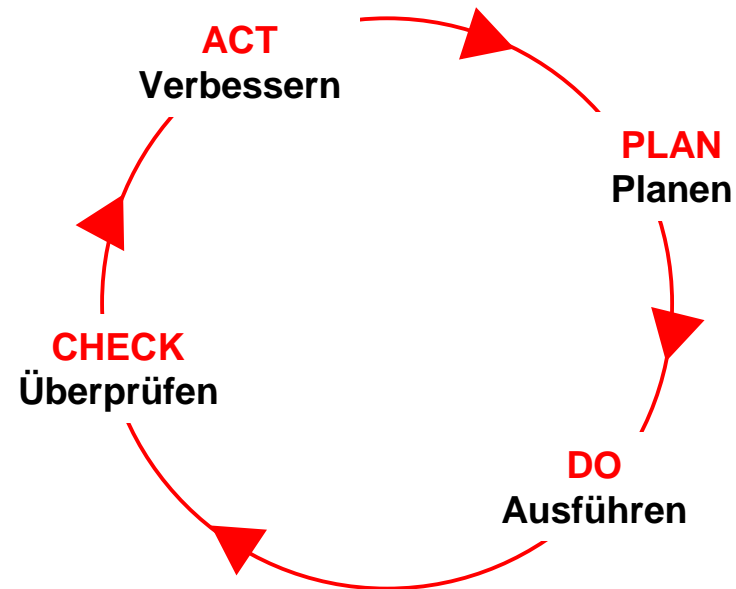 ACT
Verbessern
PLAN
Planen
DO
Ausführen
CHECK
Überprüfen